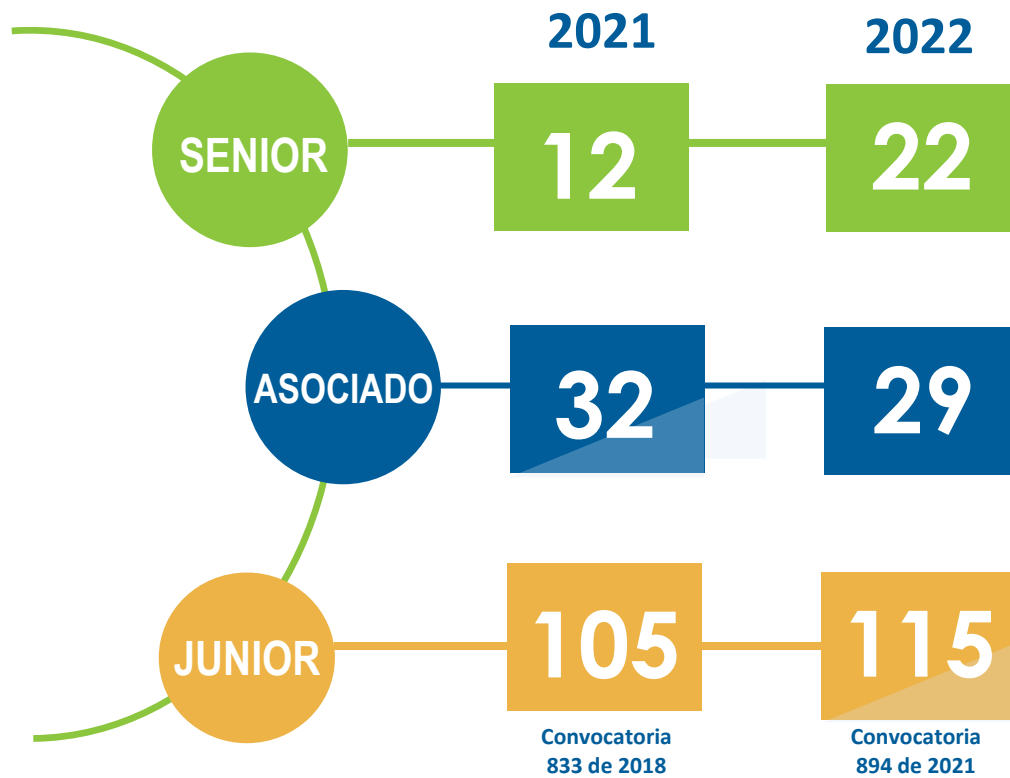 2021
2022
SENIOR
12
22
ASOCIADO
32
29
JUNIOR
105
115
Convocatoria
833 de 2018
Convocatoria
894 de 2021